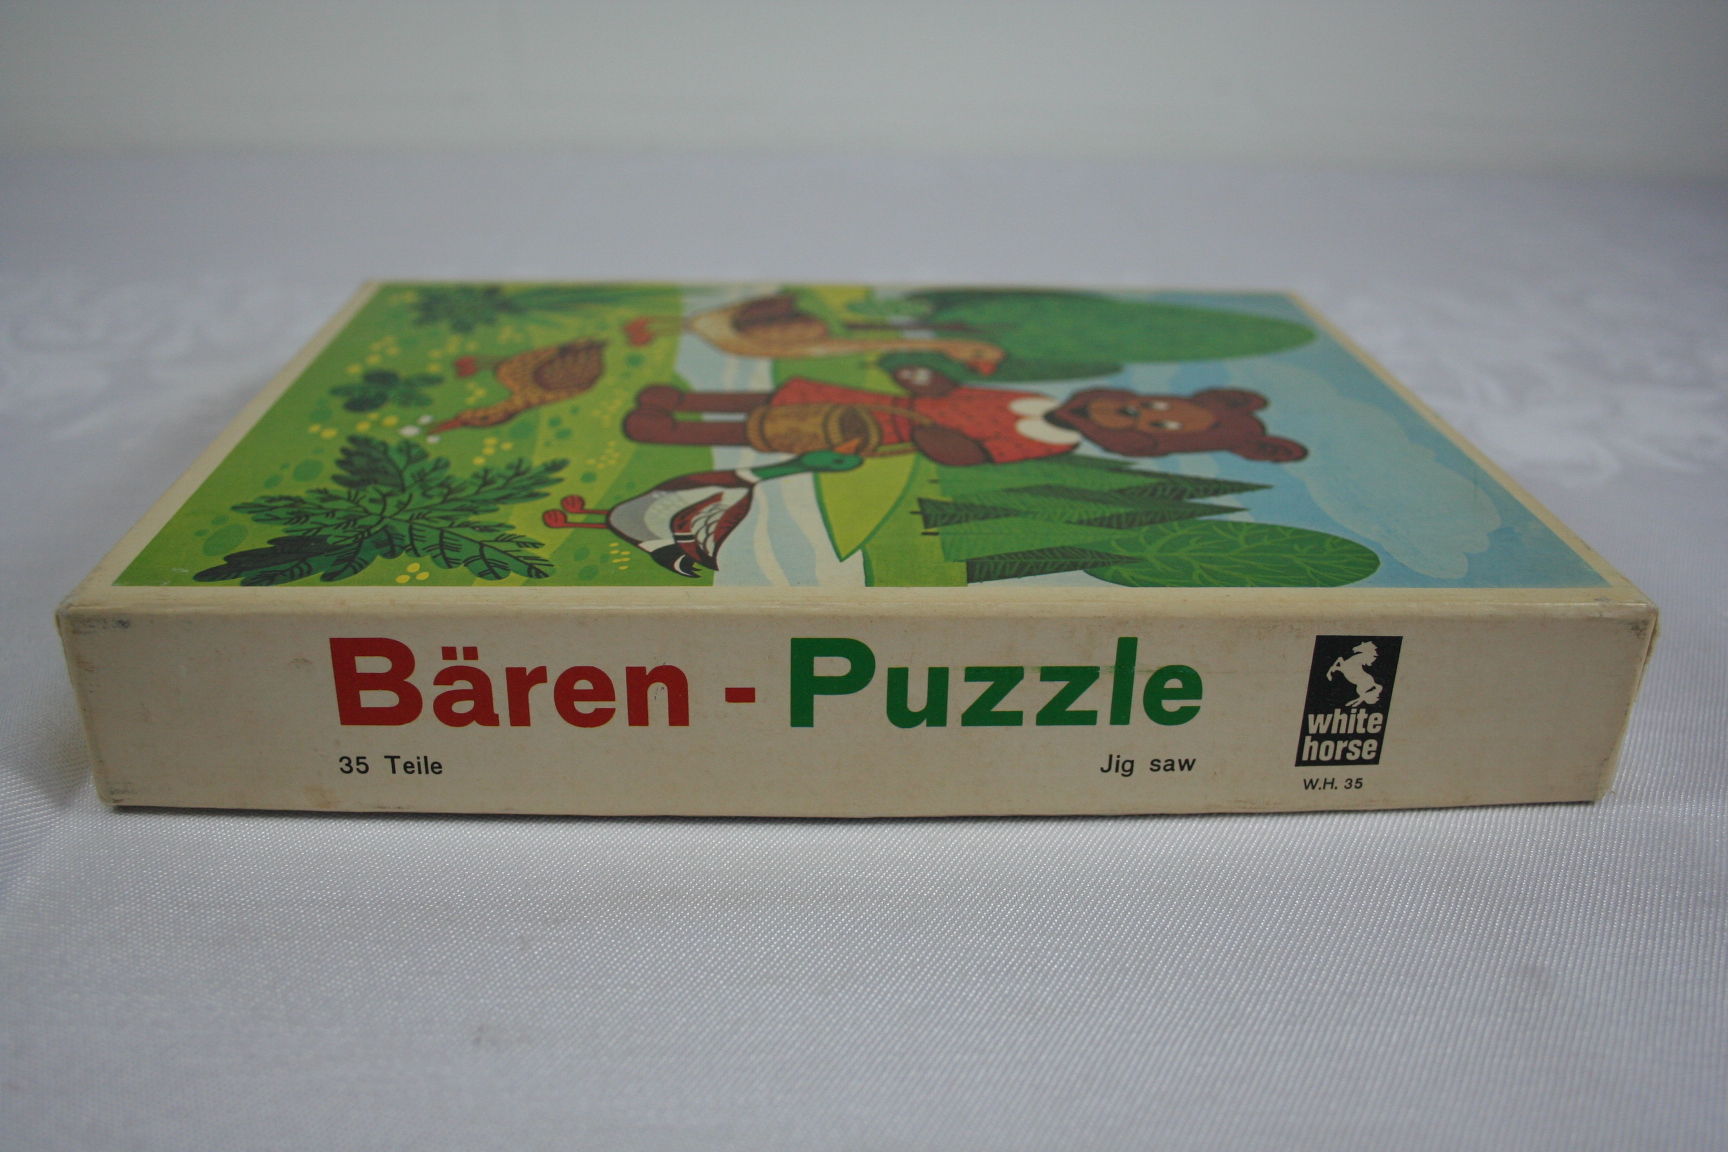 Bären - Puzzle
35 Teile
Jig saw
white
horse
W.H. 35